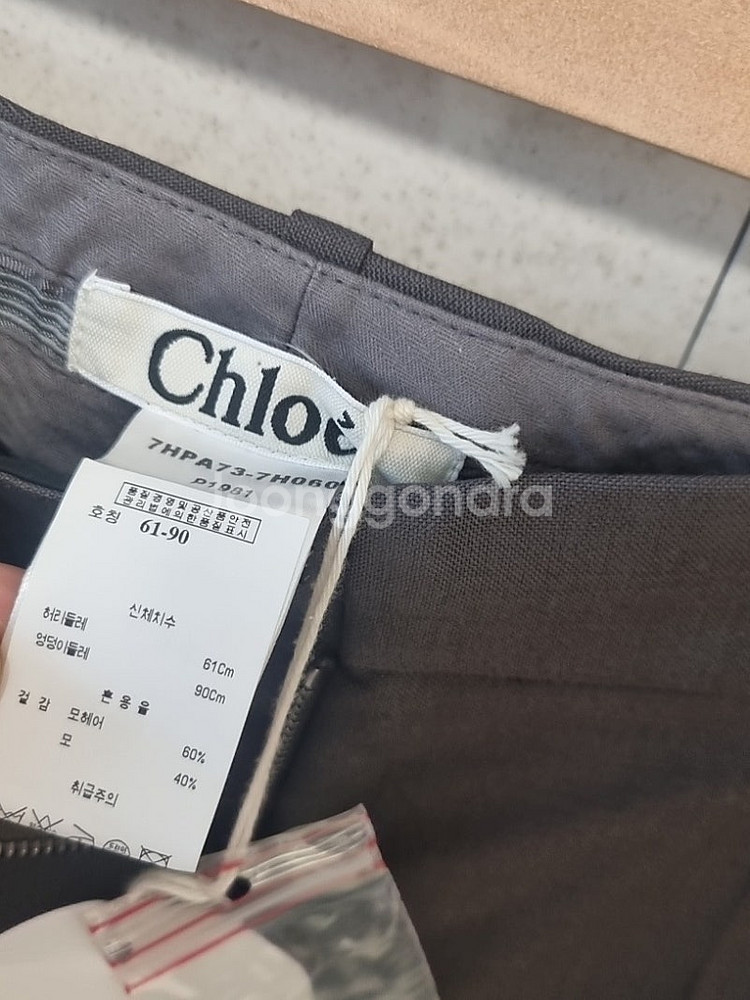 Chloé
7HPA73-7H060
P1981
joonggonara
품질경영및공산품안전
관리법에의한품질표시
호칭 61-90
신체치수
허리둘레 61Cm
엉덩이둘레 90Cm
혼용율
겉감 모헤어 60%
모 40%
취급주의